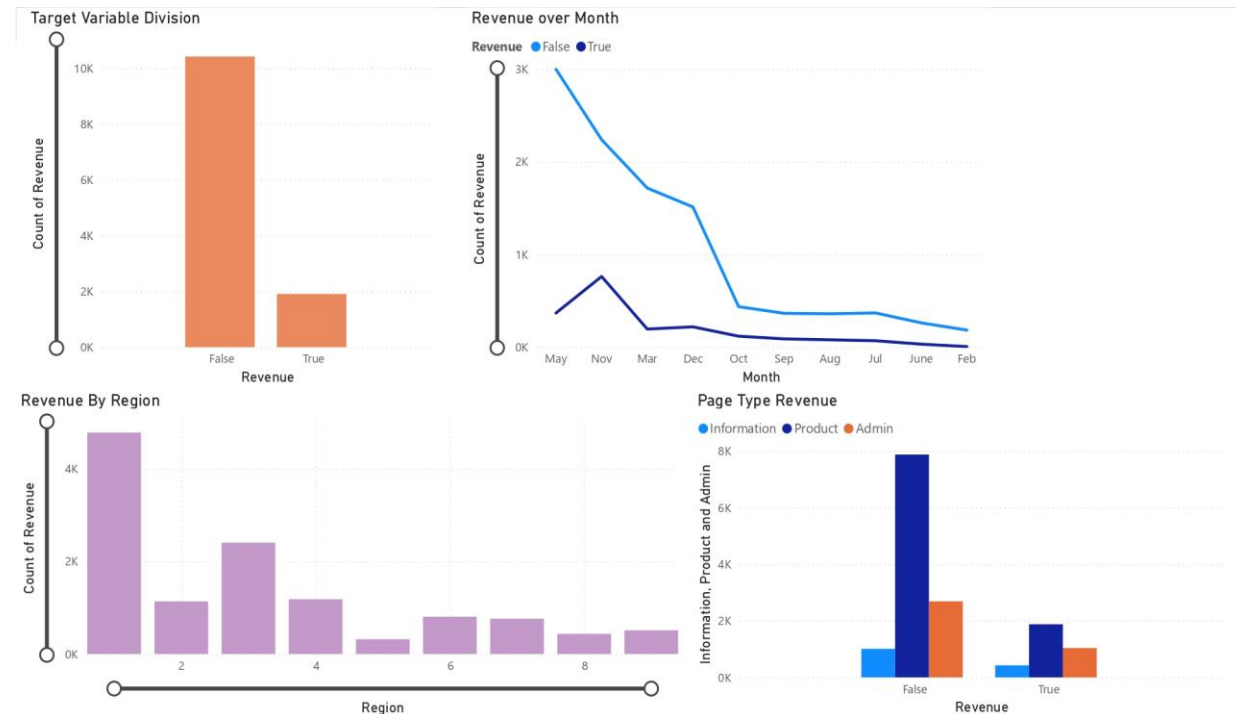 Target Variable Division
Count of Revenue
10K
8K
6K
4K
2K
0K
False True
Revenue
Revenue over Month
Revenue False True
Count of Revenue
3K
2K
1K
0K
May Nov Mar Dec Oct Sep Aug Jul June Feb
Month
Revenue By Region
Count of Revenue
4K
2K
0K
2 4 6 8
Region
Page Type Revenue
Information Product Admin
Information, Product and Admin
8K
6K
4K
2K
0K
False True
Revenue